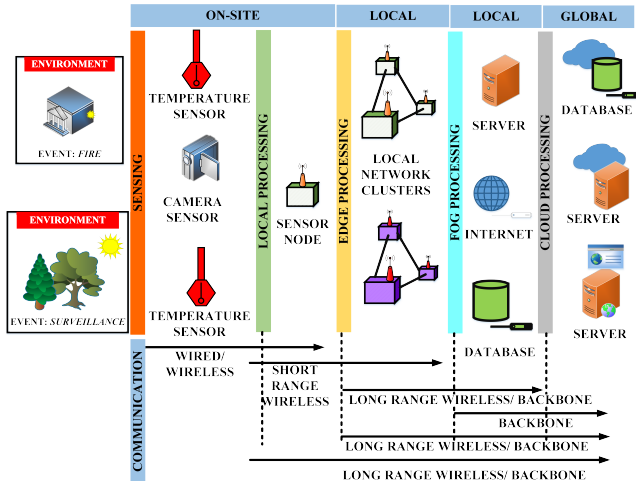 ON-SITE
LOCAL
LOCAL
GLOBAL
ENVIRONMENT
EVENT: FIRE
ENVIRONMENT
EVENT: SURVEILLANCE
SENSING
TEMPERATURE
SENSOR
CAMERA
SENSOR
TEMPERATURE
SENSOR
LOCAL PROCESSING
SENSOR
NODE
EDGE PROCESSING
LOCAL
NETWORK
CLUSTERS
FOG PROCESSING
SERVER
INTERNET
DATABASE
CLOUD PROCESSING
DATABASE
SERVER
SERVER
COMMUNICATION
WIRED/
WIRELESS
SHORT
RANGE
WIRELESS
LONG RANGE WIRELESS/ BACKBONE
BACKBONE
LONG RANGE WIRELESS/ BACKBONE
LONG RANGE WIRELESS/ BACKBONE